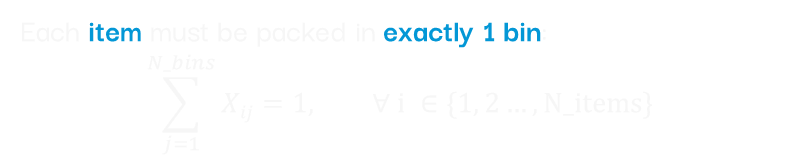 Each item must be packed in exactly 1 bin
N_bins
∑ X_ij = 1, ∀ i ∈ {1, 2 … , N_items}
j=1